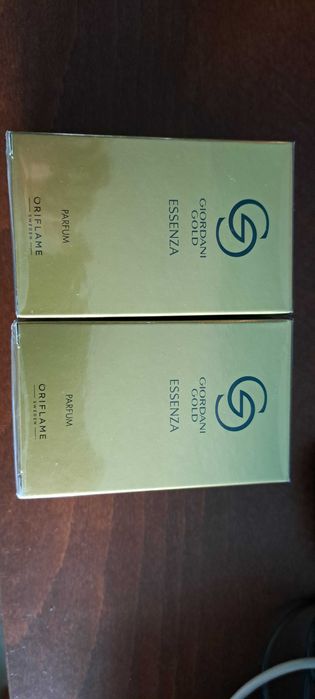 GIORDANI
GOLD
ESSENZA
PARFUM
ORIFLAME
SWEDEN
GIORDANI
GOLD
ESSENZA
PARFUM
ORIFLAME
SWEDEN